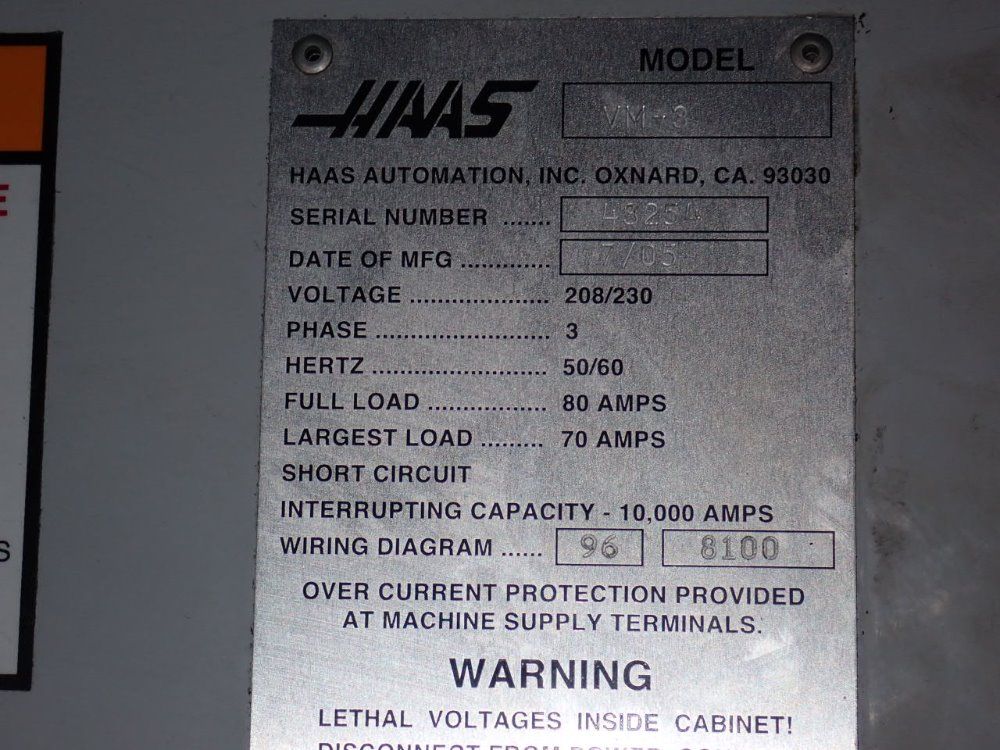 MODEL
HAAS VM-3
HAAS AUTOMATION, INC. OXNARD, CA. 93030
SERIAL NUMBER .......
DATE OF MFG ............. 7/05
VOLTAGE .................... 208/230
PHASE ......................... 3
HERTZ ......................... 50/60
FULL LOAD ................. 80 AMPS
LARGEST LOAD ......... 70 AMPS
SHORT CIRCUIT
INTERRUPTING CAPACITY - 10,000 AMPS
WIRING DIAGRAM ...... 96 8100
OVER CURRENT PROTECTION PROVIDED
AT MACHINE SUPPLY TERMINALS.
WARNING
LETHAL VOLTAGES INSIDE CABINET!